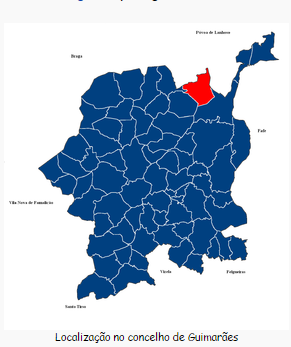 Póvoa de Lanhoso
Braga
Fafe
Vila Nova de Famalicão
Vizela
Felgueiras
Santo Tirso
Localização no concelho de Guimarães